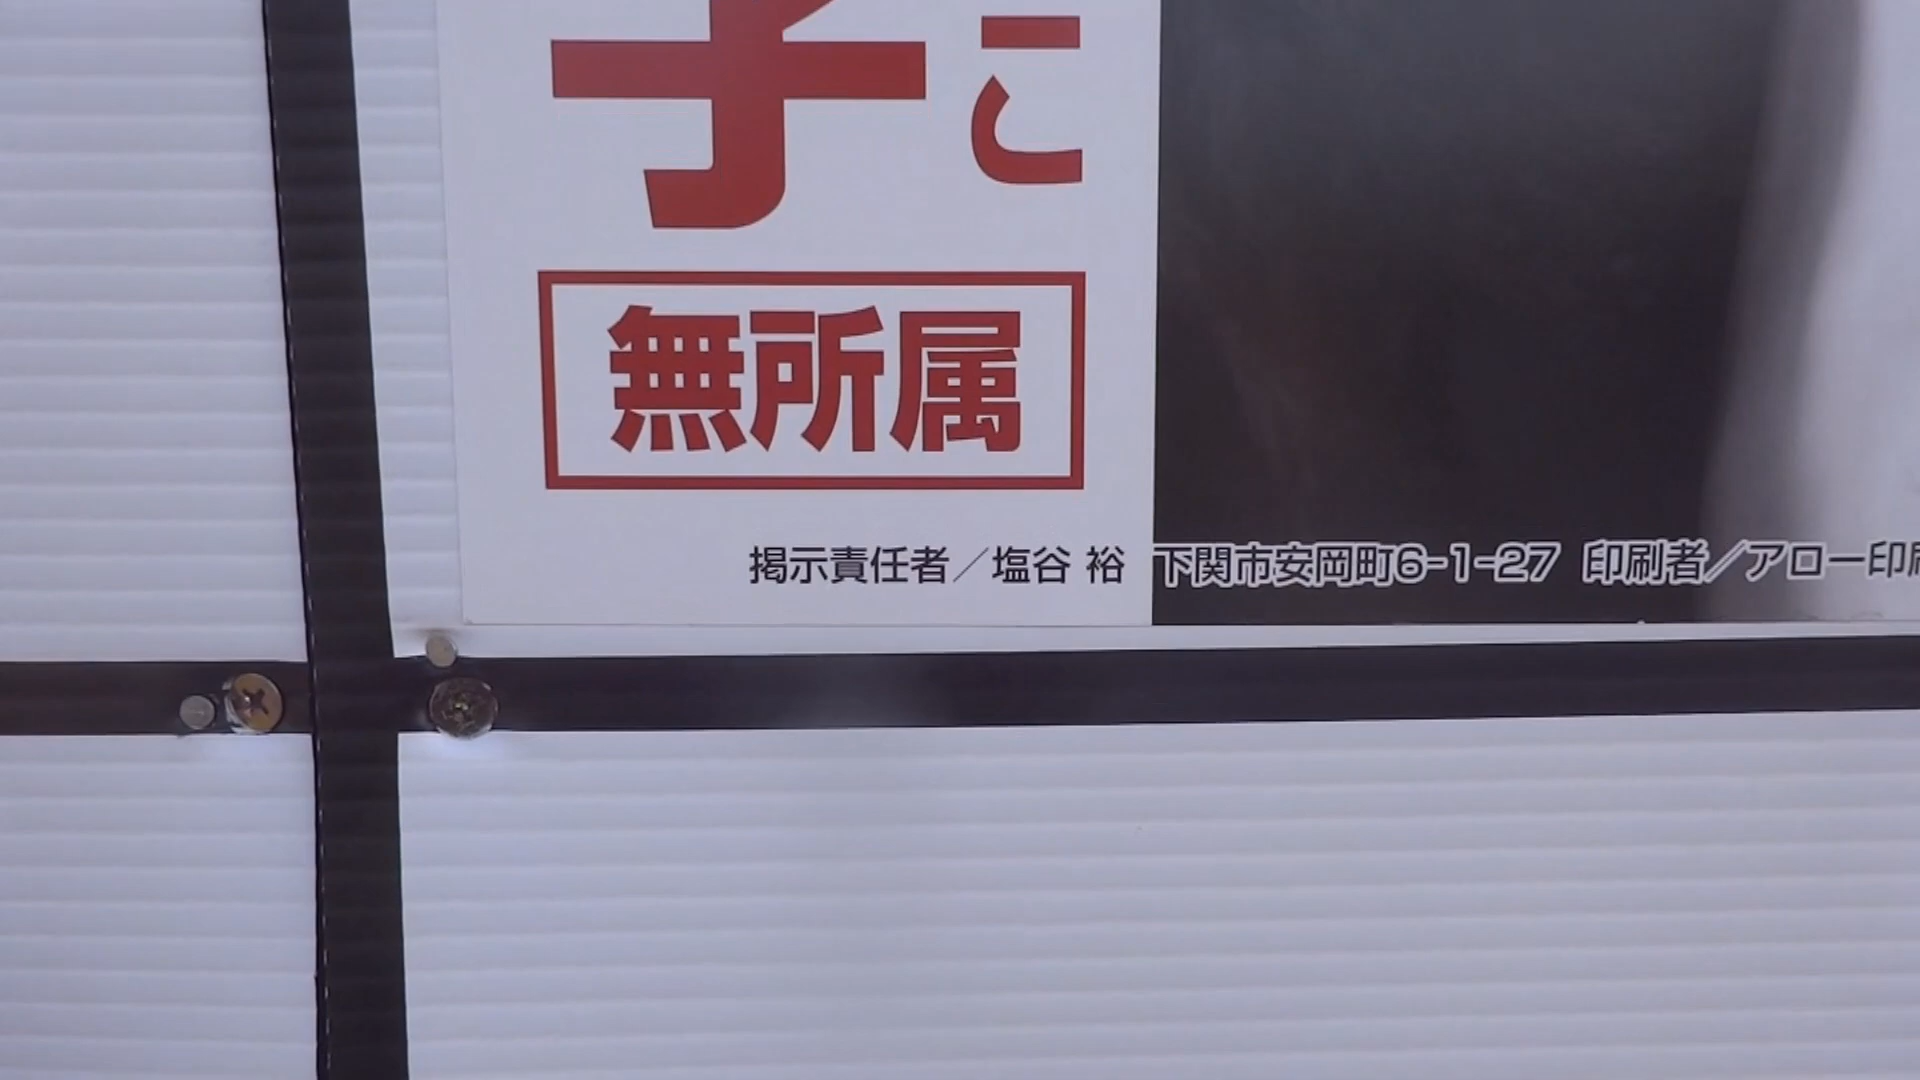 子
こ
無所属
掲示責任者／塩谷 裕 下関市安岡町6-1-27 印刷者／アロー印刷